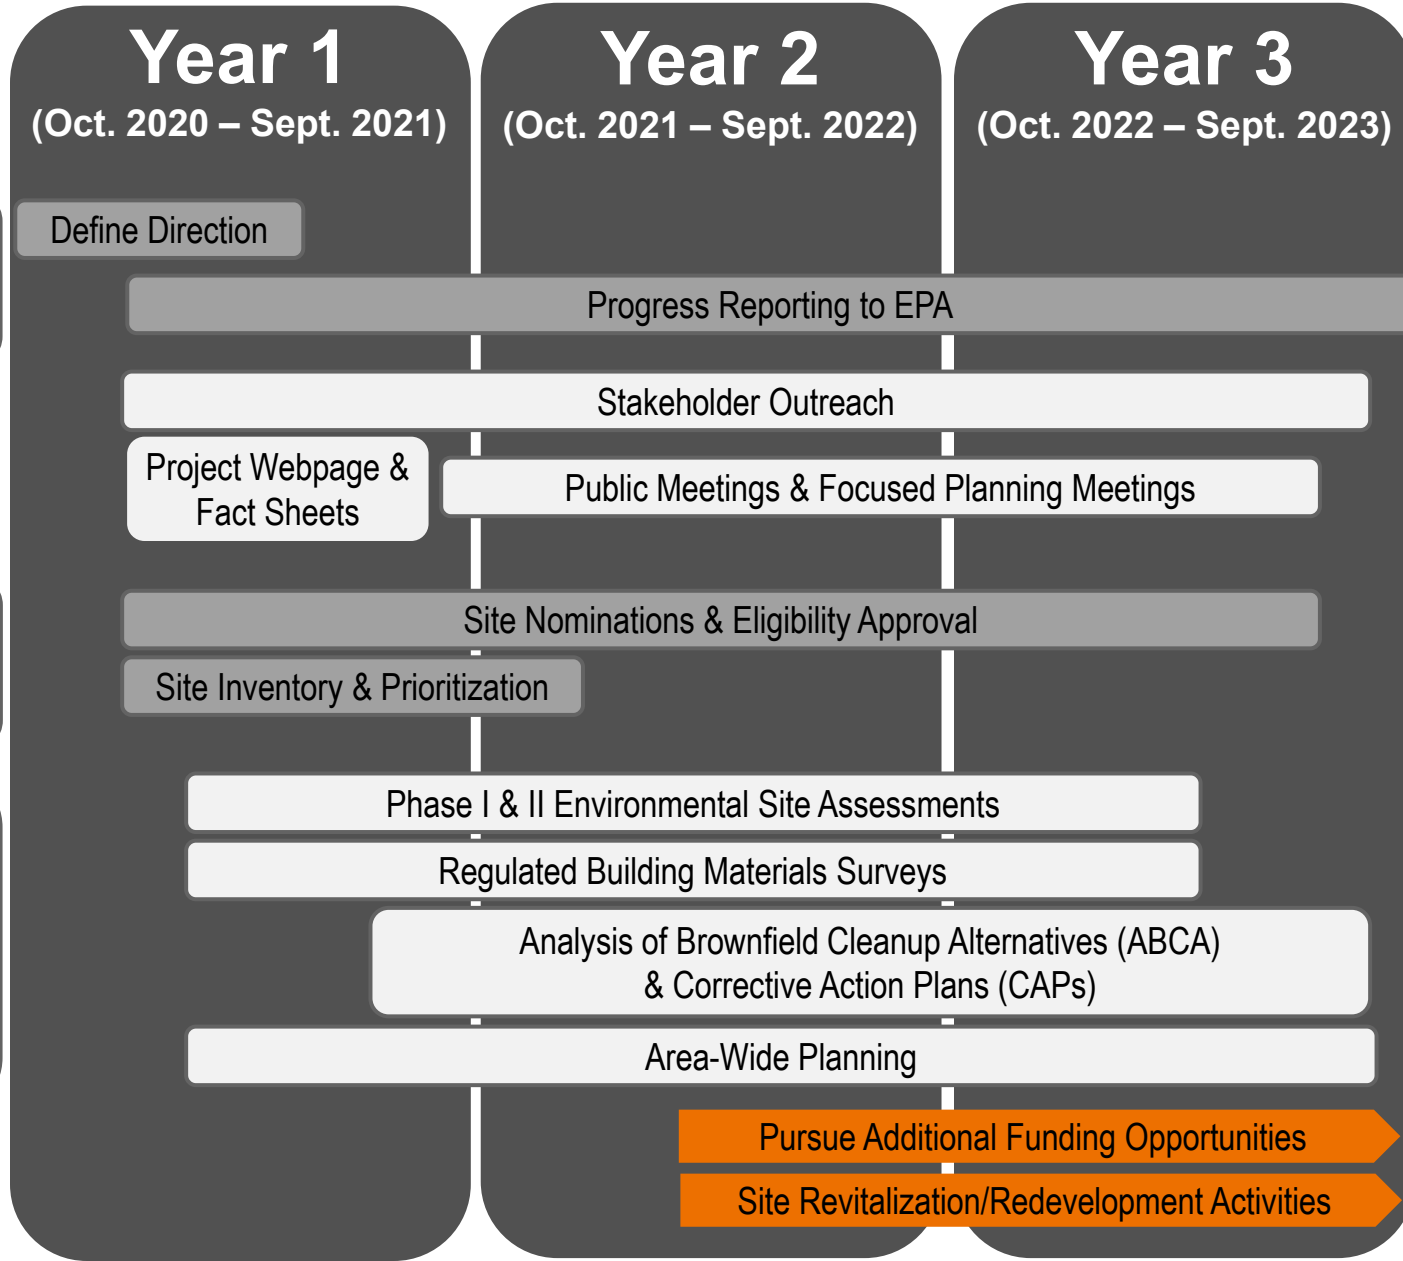 Year 1
(Oct. 2020 – Sept. 2021)
Year 2
(Oct. 2021 – Sept. 2022)
Year 3
(Oct. 2022 – Sept. 2023)
Define Direction
Progress Reporting to EPA
Stakeholder Outreach
Project Webpage &
Fact Sheets
Public Meetings & Focused Planning Meetings
Site Nominations & Eligibility Approval
Site Inventory & Prioritization
Phase I & II Environmental Site Assessments
Regulated Building Materials Surveys
Analysis of Brownfield Cleanup Alternatives (ABCA)
& Corrective Action Plans (CAPs)
Area-Wide Planning
Pursue Additional Funding Opportunities
Site Revitalization/Redevelopment Activities